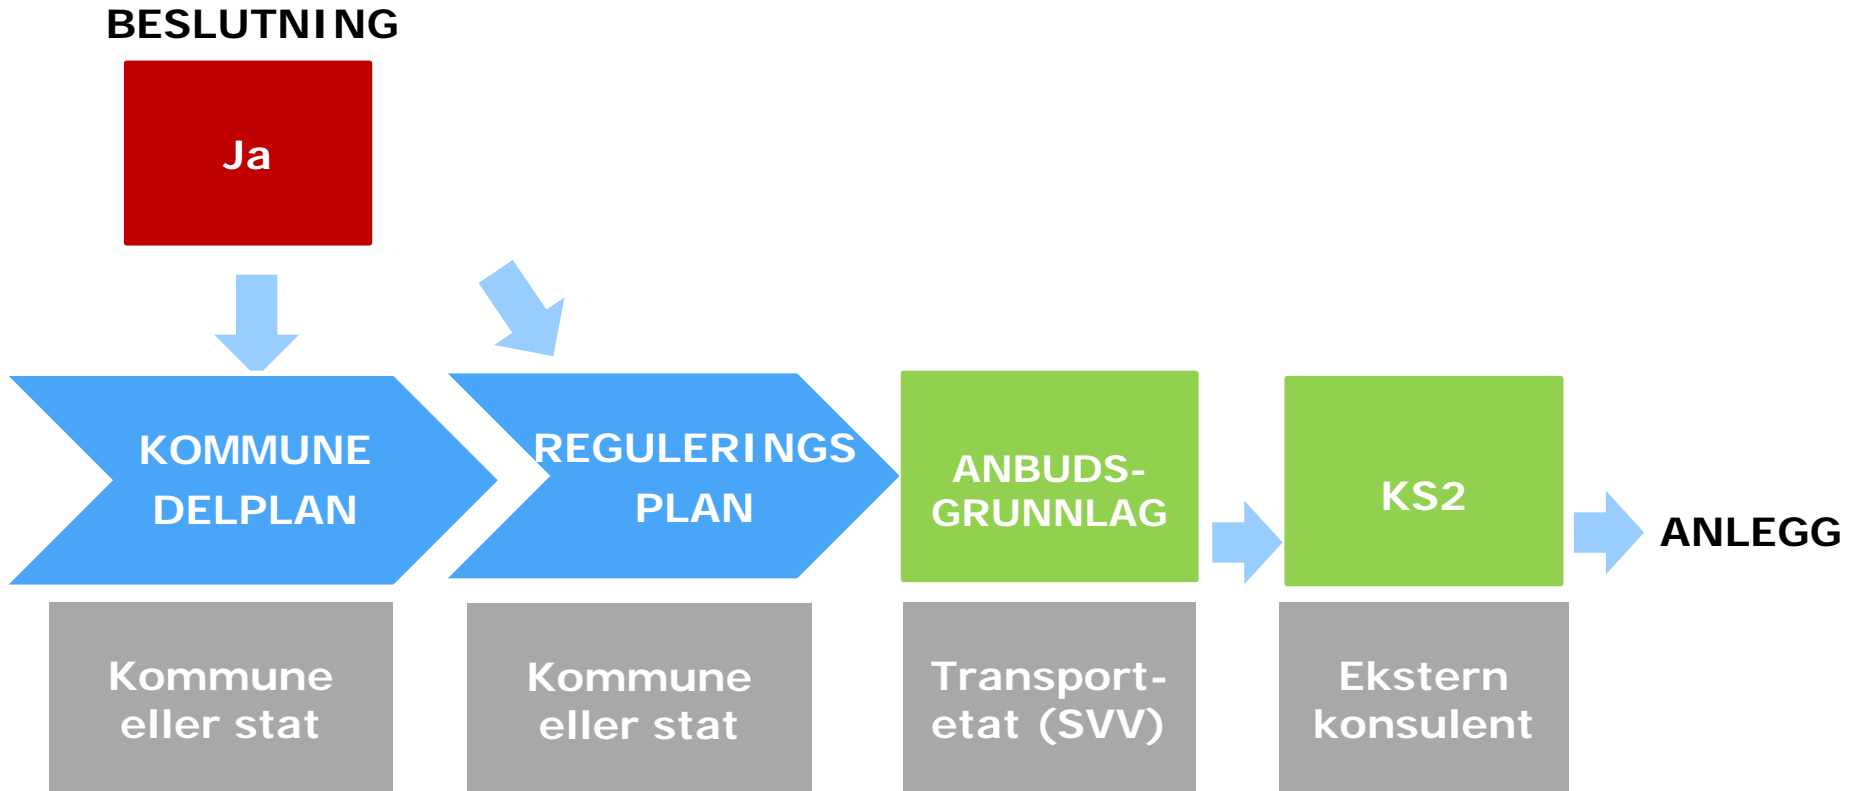 BESLUTNING
Ja
KOMMUNE
DELPLAN
REGULERINGS
PLAN
ANBUDS-
GRUNNLAG
KS2
ANLEGG
Kommune
eller stat
Kommune
eller stat
Transport-
etat (SVV)
Ekstern
konsulent